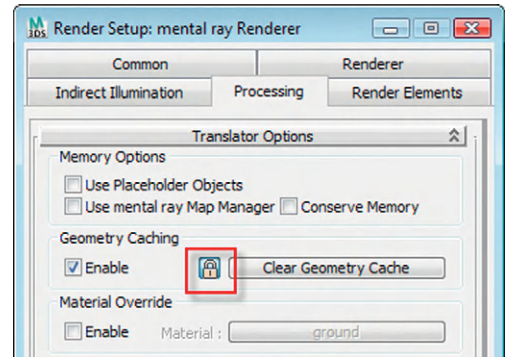 M
3DS Render Setup: mental ray Renderer
Common Renderer
Indirect Illumination Processing Render Elements
Translator Options
Memory Options
Use Placeholder Objects
Use mental ray Map Manager Conserve Memory
Geometry Caching
Enable Clear Geometry Cache
Material Override
Enable Material : ground